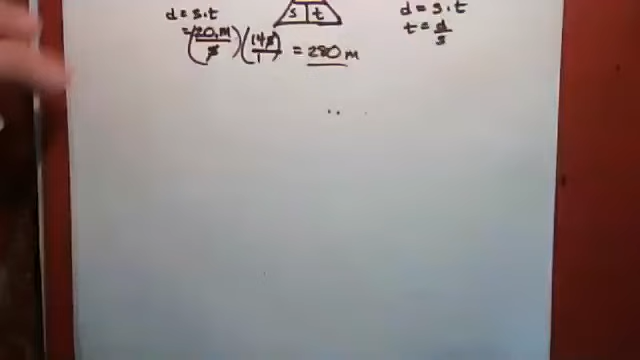 d = s·t
= (20 m / s) (14 s / 1) = 280 m
s t
d = s·t
t = d / s